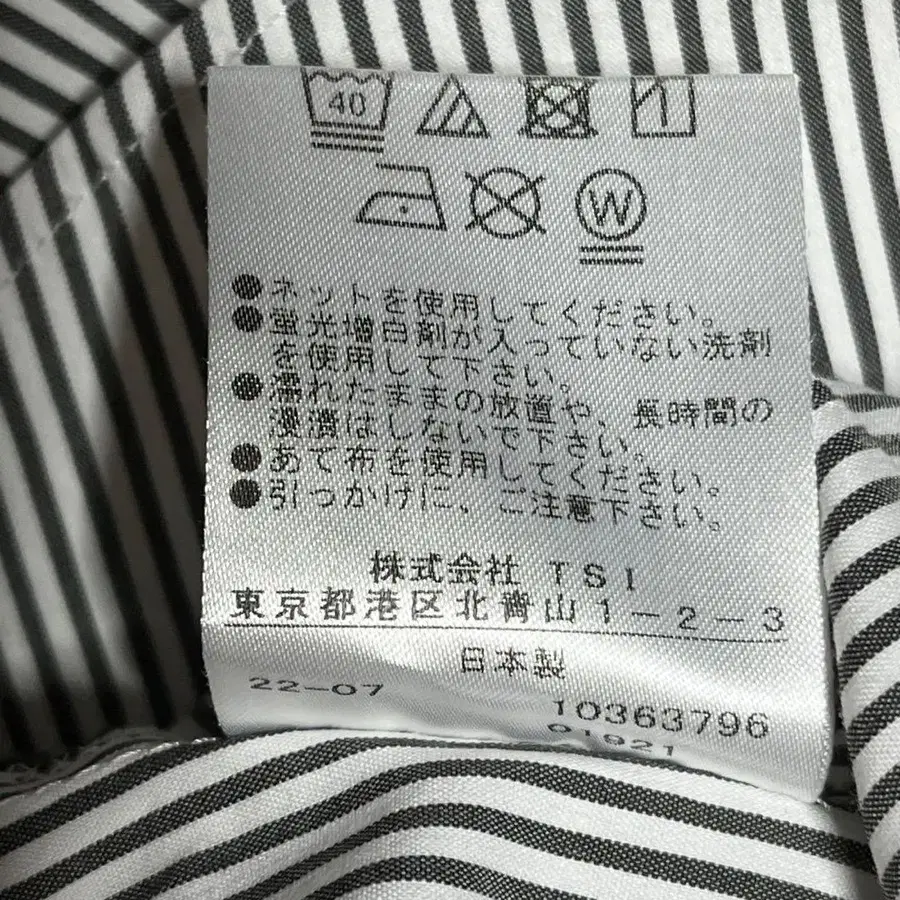 40
W
●ネットを使用してください。
●蛍光増白剤が入っていない洗剤
を使用して下さい。
●濡れたままの放置や、長時間の
浸漬はしないで下さい。
●あて布を使用してください。
●引っかけに、ご注意下さい。
株式会社 TSI
東京都港区北青山1-2-3
日本製
22-07
10363796
01921